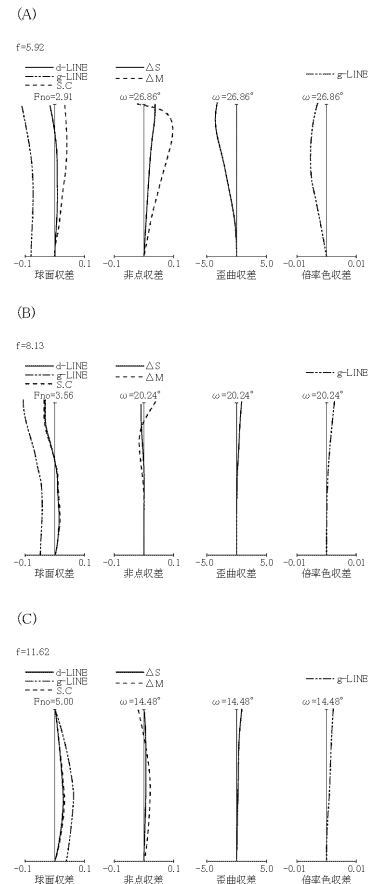 (A)
f=5.92
d-LINE
g-LINE
S.C
Fno=2.91
ΔS
ΔM
ω=26.86°
ω=26.86°
g-LINE
ω=26.86°
-0.1 0.1
球面収差
-0.1 0.1
非点収差
-5.0 5.0
歪曲収差
-0.01 0.01
倍率色収差
(B)
f=8.13
d-LINE
g-LINE
S.C
Fno=3.56
ΔS
ΔM
ω=20.24°
ω=20.24°
g-LINE
ω=20.24°
-0.1 0.1
球面収差
-0.1 0.1
非点収差
-5.0 5.0
歪曲収差
-0.01 0.01
倍率色収差
(C)
f=11.62
d-LINE
g-LINE
S.C
Fno=5.00
ΔS
ΔM
ω=14.48°
ω=14.48°
g-LINE
ω=14.48°
-0.1 0.1
球面収差
-0.1 0.1
非点収差
-5.0 5.0
歪曲収差
-0.01 0.01
倍率色収差